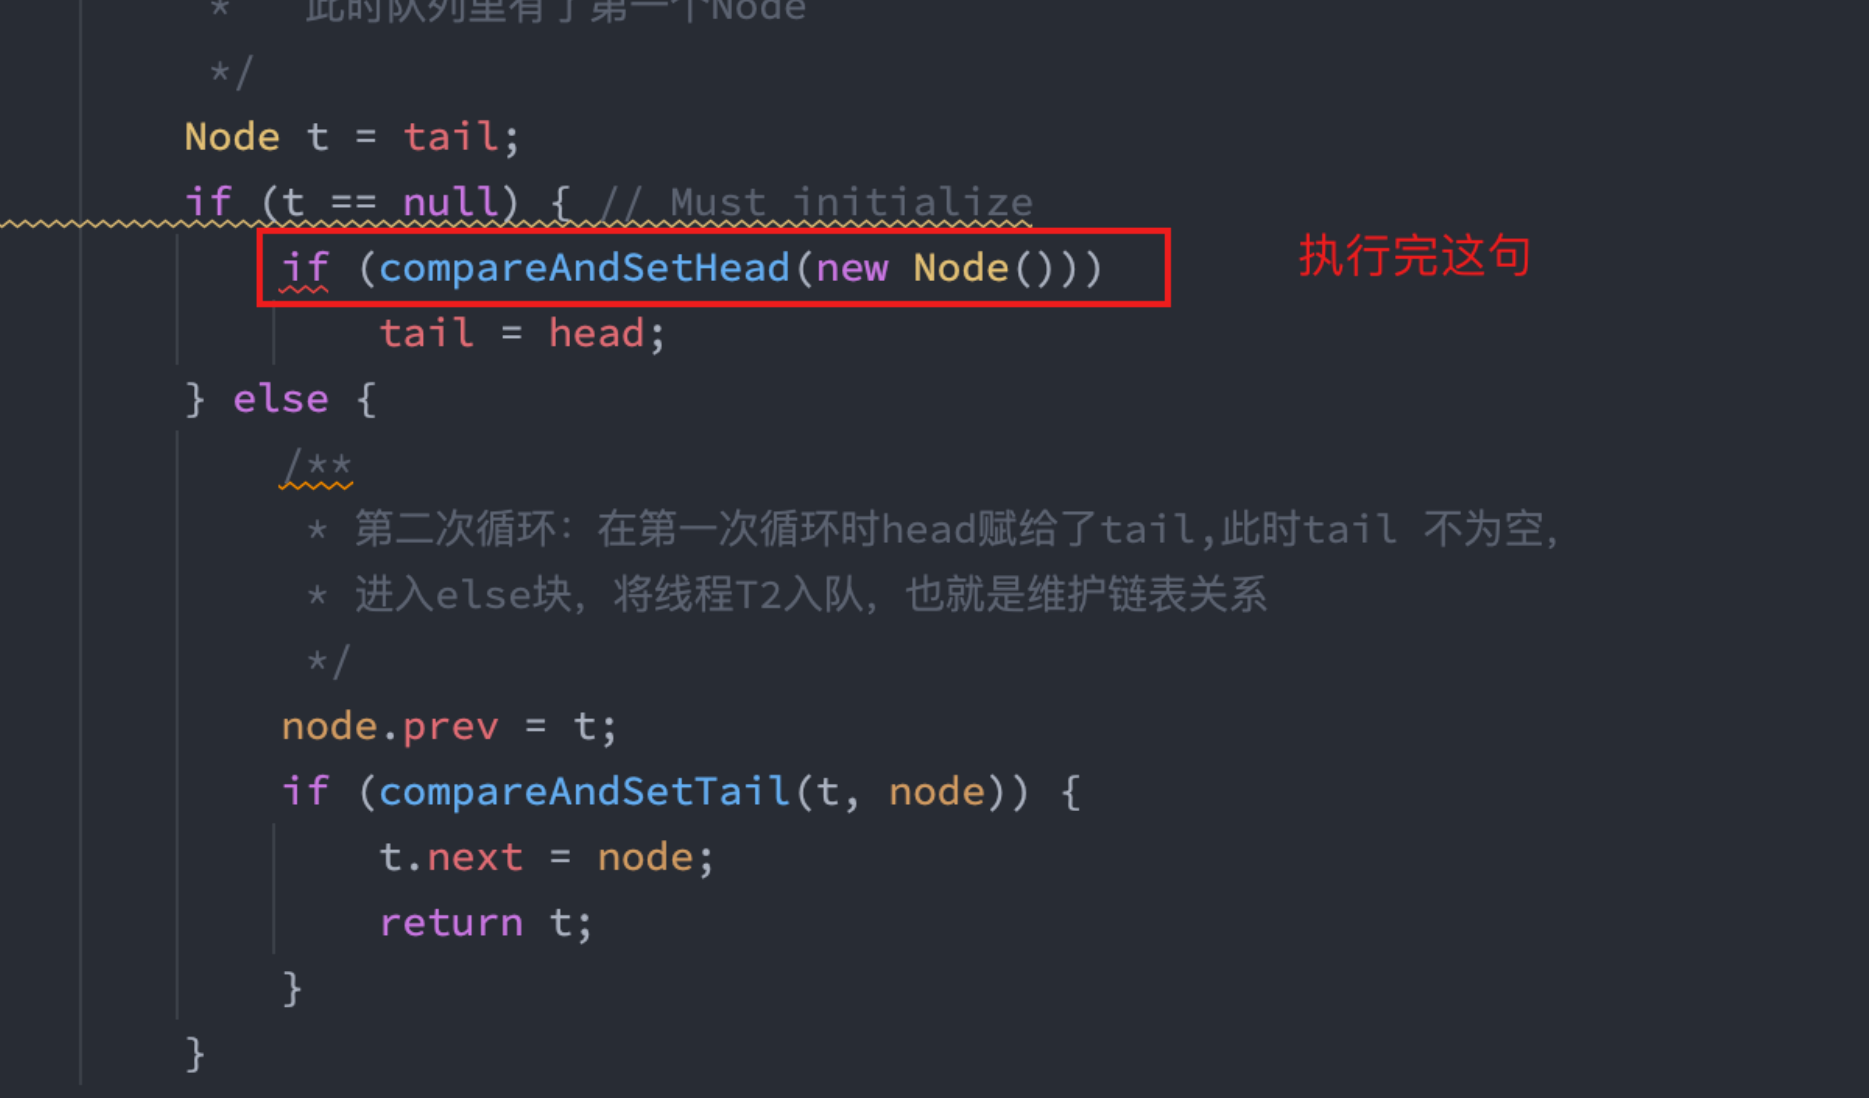 * 此时队列里有了第一个Node
*/
Node t = tail;
if (t == null) { // Must initialize
if (compareAndSetHead(new Node()))
执行完这句
tail = head;
} else {
/**
* 第二次循环：在第一次循环时head赋给了tail,此时tail 不为空，
* 进入else块，将线程T2入队，也就是维护链表关系
*/
node.prev = t;
if (compareAndSetTail(t, node)) {
t.next = node;
return t;
}
}